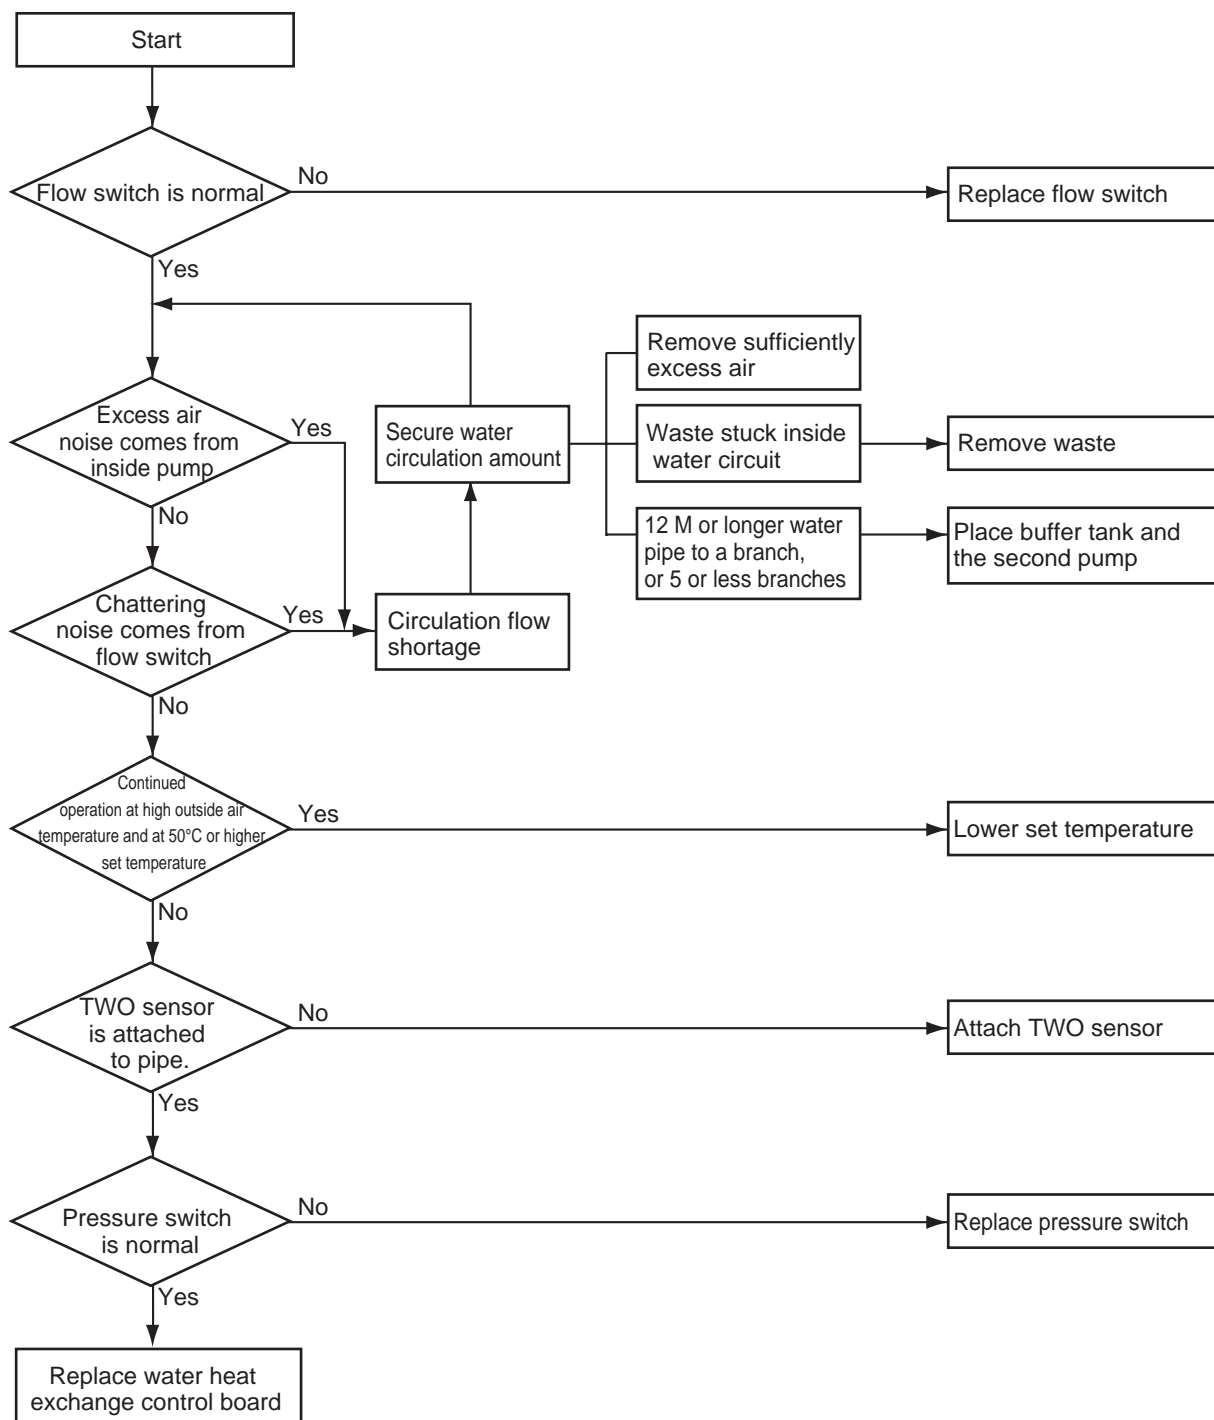 Start
Flow switch is normal
No
Replace flow switch
Yes
Remove sufficiently
excess air
Excess air
noise comes from
inside pump
Yes
Secure water
circulation amount
Waste stuck inside
water circuit
Remove waste
No
12 M or longer water
pipe to a branch,
or 5 or less branches
Place buffer tank and
the second pump
Chattering
noise comes from
flow switch
Yes
Circulation flow
shortage
No
Continued
operation at high outside air
temperature and at 50°C or higher
set temperature
Yes
Lower set temperature
No
TWO sensor
is attached
to pipe.
No
Attach TWO sensor
Yes
Pressure switch
is normal
No
Replace pressure switch
Yes
Replace water heat
exchange control board